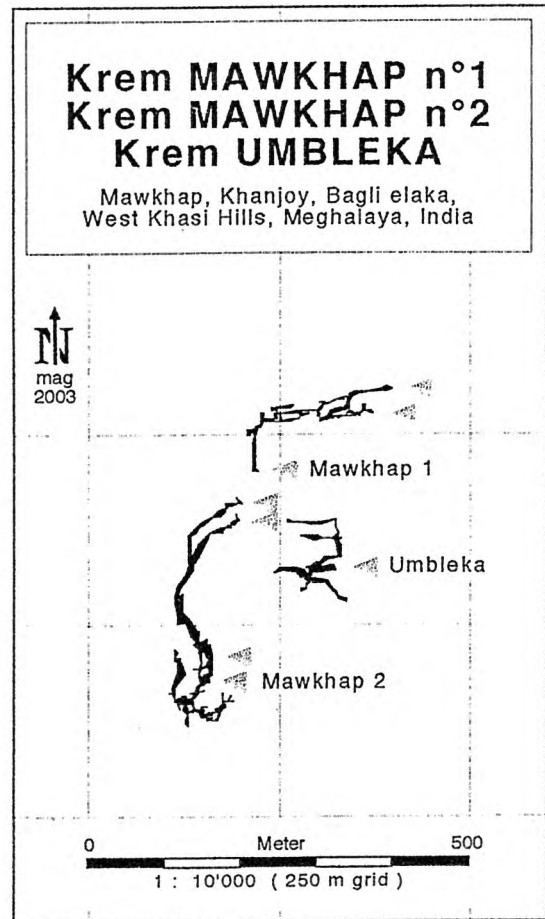 Krem MAWKHAP n°1
Krem MAWKHAP n°2
Krem UMBLEKA
Mawkhap, Khanjoy, Bagli elaka,
West Khasi Hills, Meghalaya, India
N
mag
2003
Mawkhap 1
Umbleka
Mawkhap 2
0 Meter 500
1 : 10'000 ( 250 m grid )